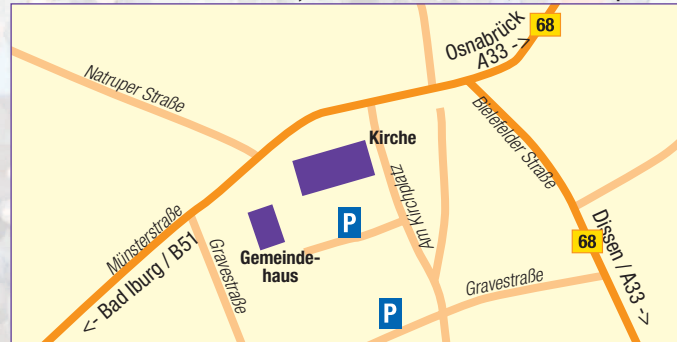 Osnabrück
A33 ->
68
Natruper Straße
Bielefelder Straße
Kirche
Am Kirchplatz
Münsterstraße
P
Gemeinde-
haus
<- Bad Iburg / B51
Gravestraße
68
Dissen / A33 ->
Gravestraße
P